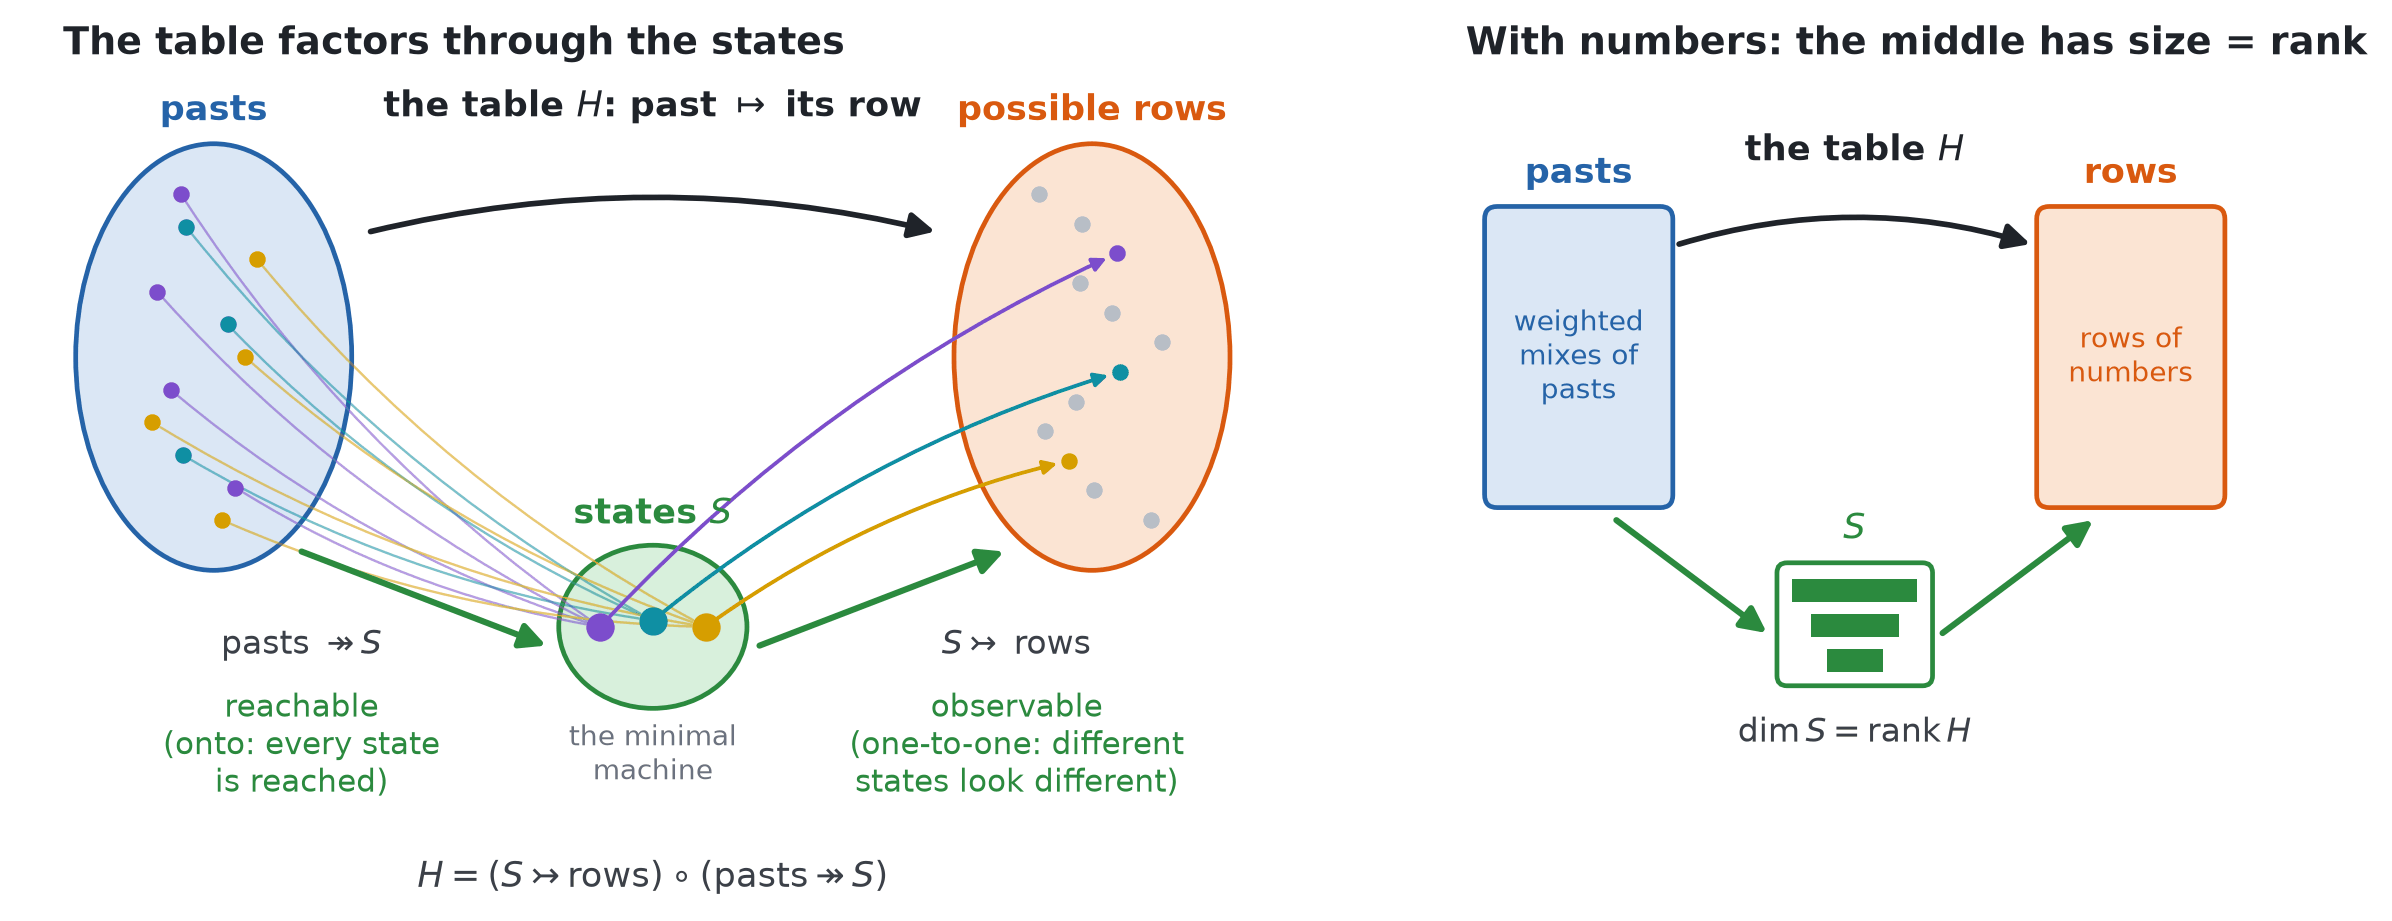 The table factors through the states
pasts
the table H: past ↦ its row
possible rows
states S
pasts ↠ S
reachable
(onto: every state
is reached)
the minimal
machine
S ↣ rows
observable
(one-to-one: different
states look different)
H = (S ↣ rows) ∘ (pasts ↠ S)
With numbers: the middle has size = rank
the table H
pasts
rows
weighted
mixes of
pasts
rows of
numbers
S
dim S = rank H